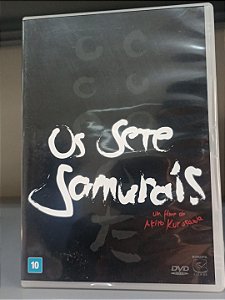 Os Sete
Samurais
um filme de
Akira Kurosawa
10
DVD